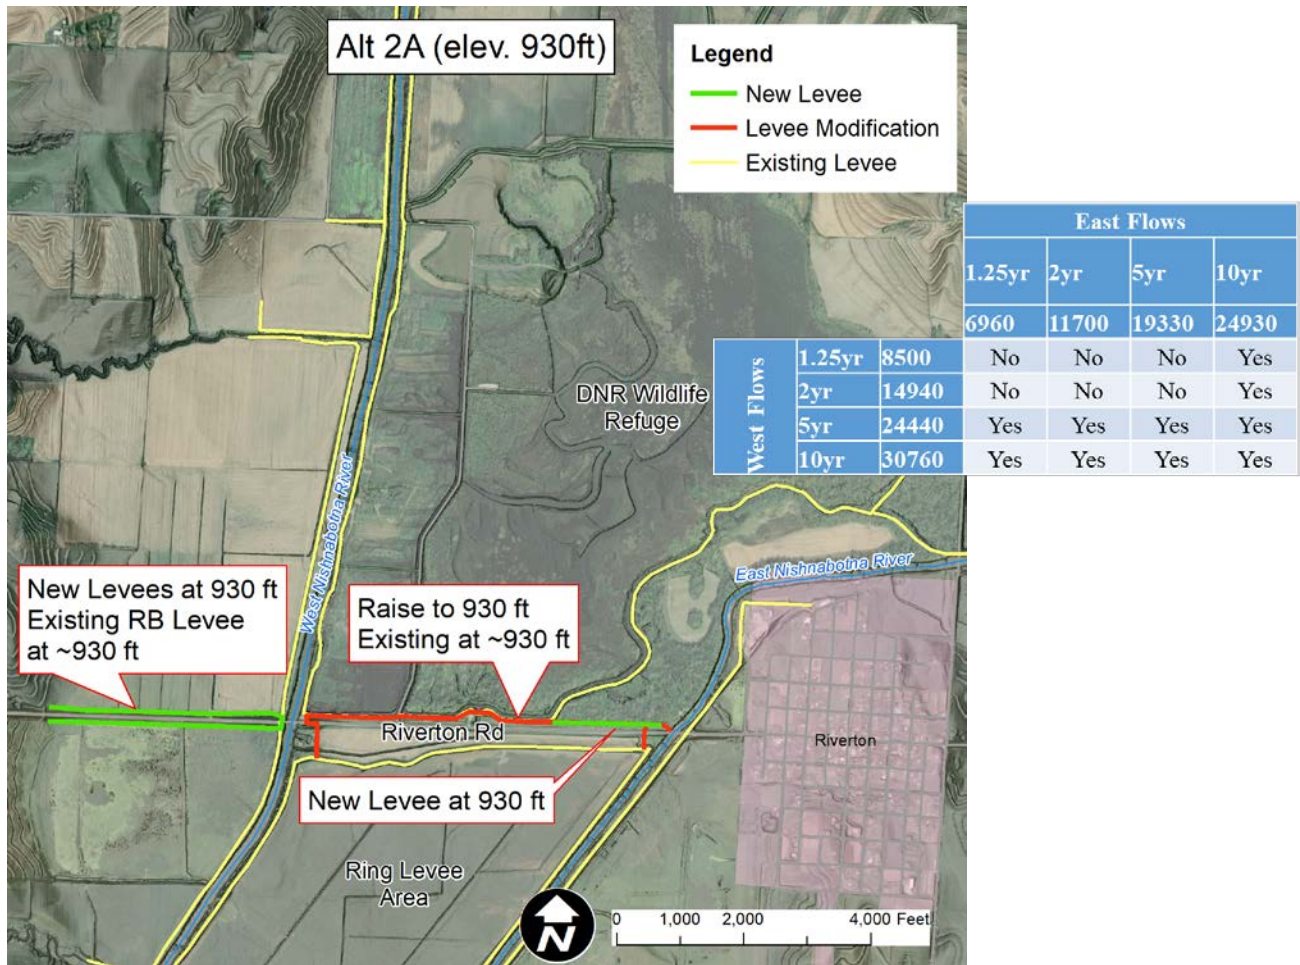 Alt 2A (elev. 930ft)
Legend
New Levee
Levee Modification
Existing Levee
East Flows
1.25yr 2yr 5yr 10yr
6960 11700 19330 24930
West Flows
1.25yr 8500 No No No Yes
2yr 14940 No No No Yes
5yr 24440 Yes Yes Yes Yes
10yr 30760 Yes Yes Yes Yes
DNR Wildlife
Refuge
West Nishnabotna River
East Nishnabotna River
New Levees at 930 ft
Existing RB Levee
at ~930 ft
Raise to 930 ft
Existing at ~930 ft
Riverton Rd
Riverton
New Levee at 930 ft
Ring Levee
Area
N
0 1,000 2,000 4,000 Feet